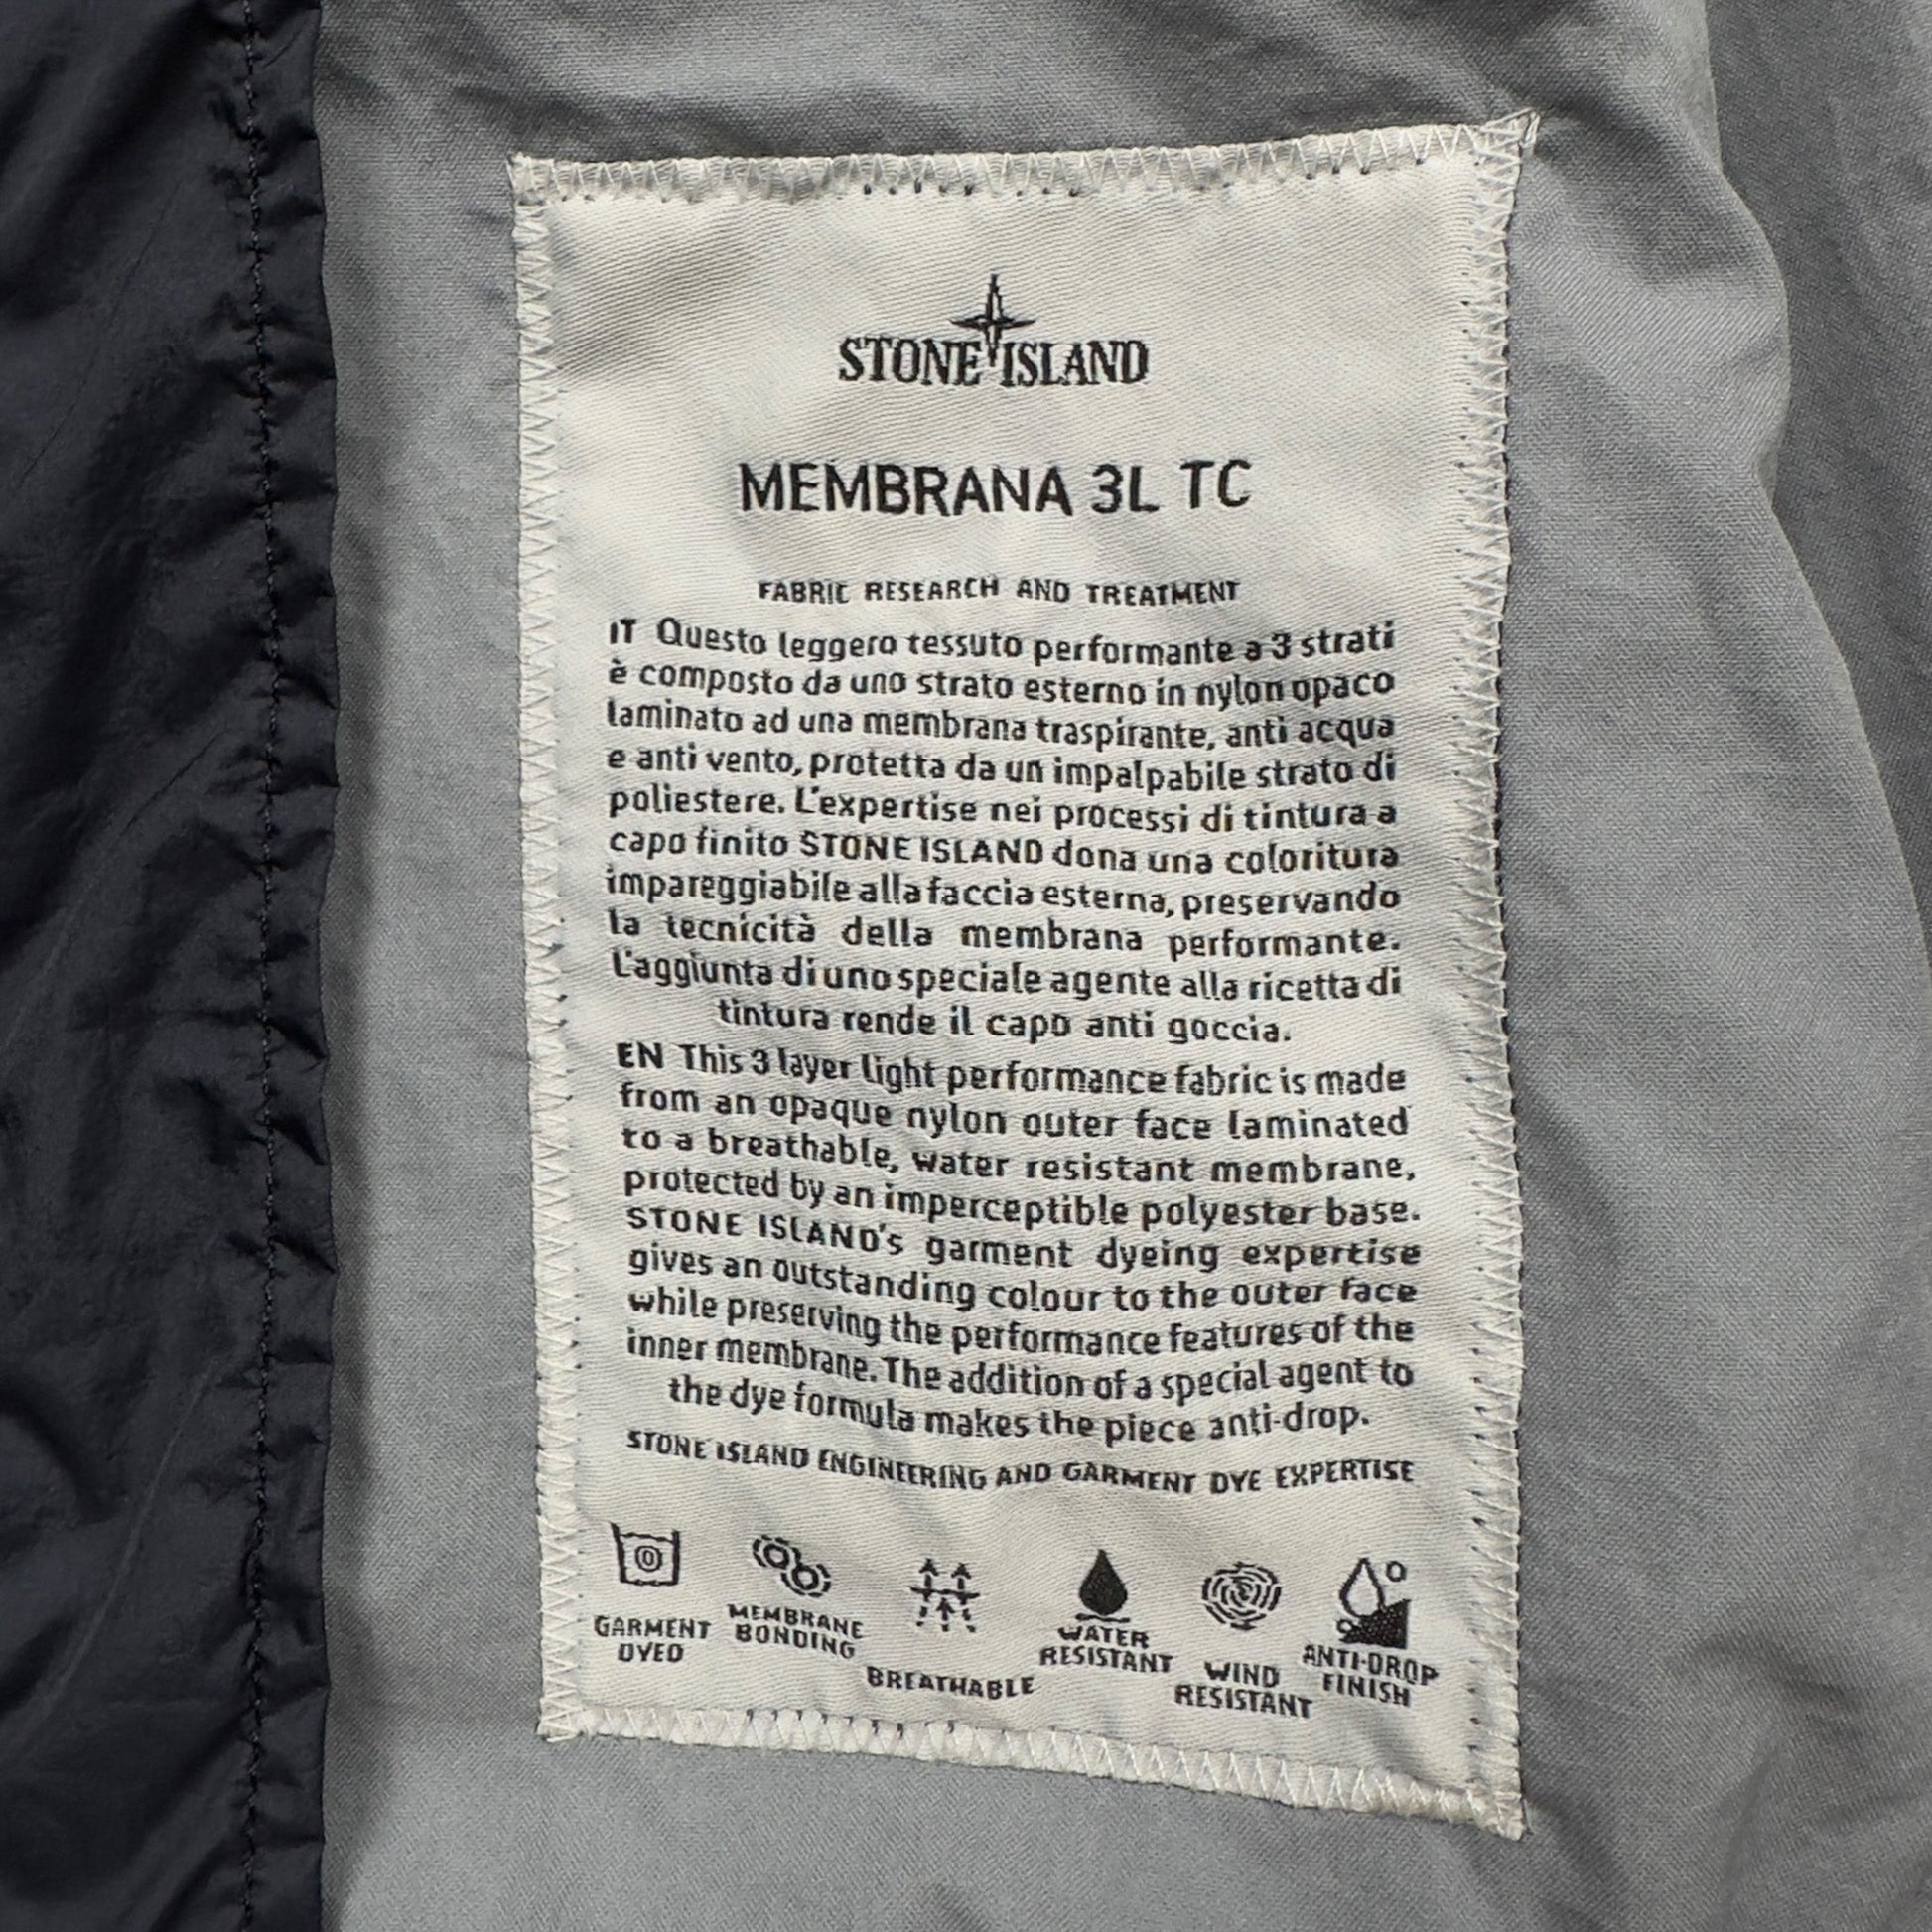 STONE ISLAND
MEMBRANA 3L TC
FABRIC RESEARCH AND TREATMENT
IT Questo leggero tessuto performante a 3 strati
è composto da uno strato esterno in nylon opaco
laminato ad una membrana traspirante, anti acqua
e anti vento, protetta da un impalpabile strato di
poliestere. L'expertise nei processi di tintura a
capo finito STONE ISLAND dona una coloritura
impareggiabile alla faccia esterna, preservando
la tecnicità della membrana performante.
L'aggiunta di uno speciale agente alla ricetta di
tintura rende il capo anti goccia.
EN This 3 layer light performance fabric is made
from an opaque nylon outer face laminated
to a breathable, water resistant membrane,
protected by an imperceptible polyester base.
STONE ISLAND's garment dyeing expertise
gives an outstanding colour to the outer face
while preserving the performance features of the
inner membrane. The addition of a special agent to
the dye formula makes the piece anti-drop.
STONE ISLAND ENGINEERING AND GARMENT DYE EXPERTISE
GARMENT
DYED
MEMBRANE
BONDING
BREATHABLE
WATER
RESISTANT
WIND
RESISTANT
ANTI-DROP
FINISH